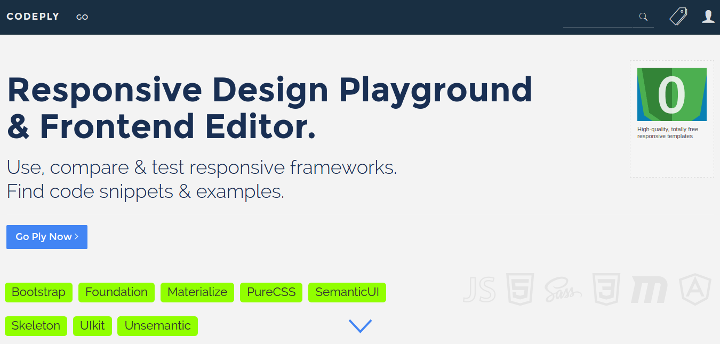 CODEPLY GO
Responsive Design Playground
& Frontend Editor.
Use, compare & test responsive frameworks.
Find code snippets & examples.
Go Ply Now ›
0
High-quality, totally free
responsive templates
Bootstrap Foundation Materialize PureCSS SemanticUI
Skeleton UIkit Unsemantic
JS 5 Sass 3 m A